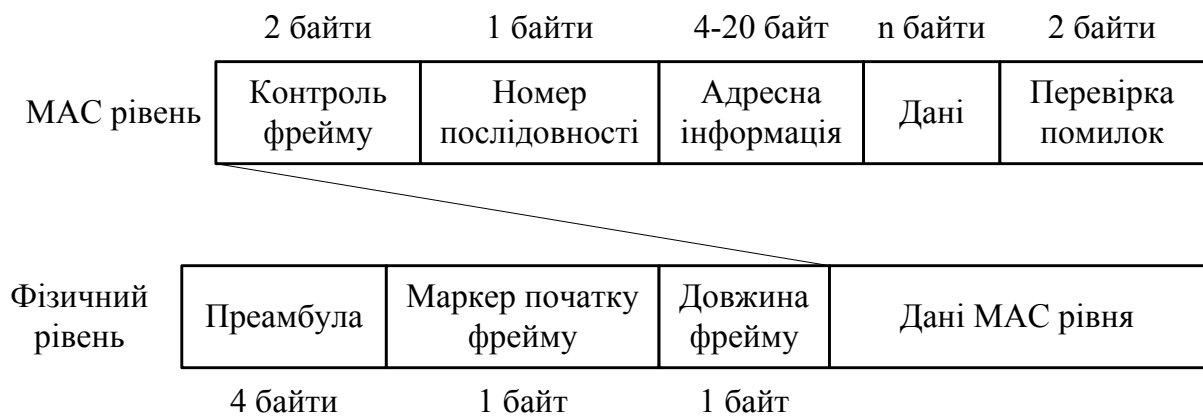 2 байти 1 байти 4-20 байт n байти 2 байти
МАС рівень
Контроль
фрейму
Номер
послідовності
Адресна
інформація
Дані
Перевірка
помилок
Фізичний
рівень
Преамбула
Маркер початку
фрейму
Довжина
фрейму
Дані МАС рівня
4 байти 1 байт 1 байт